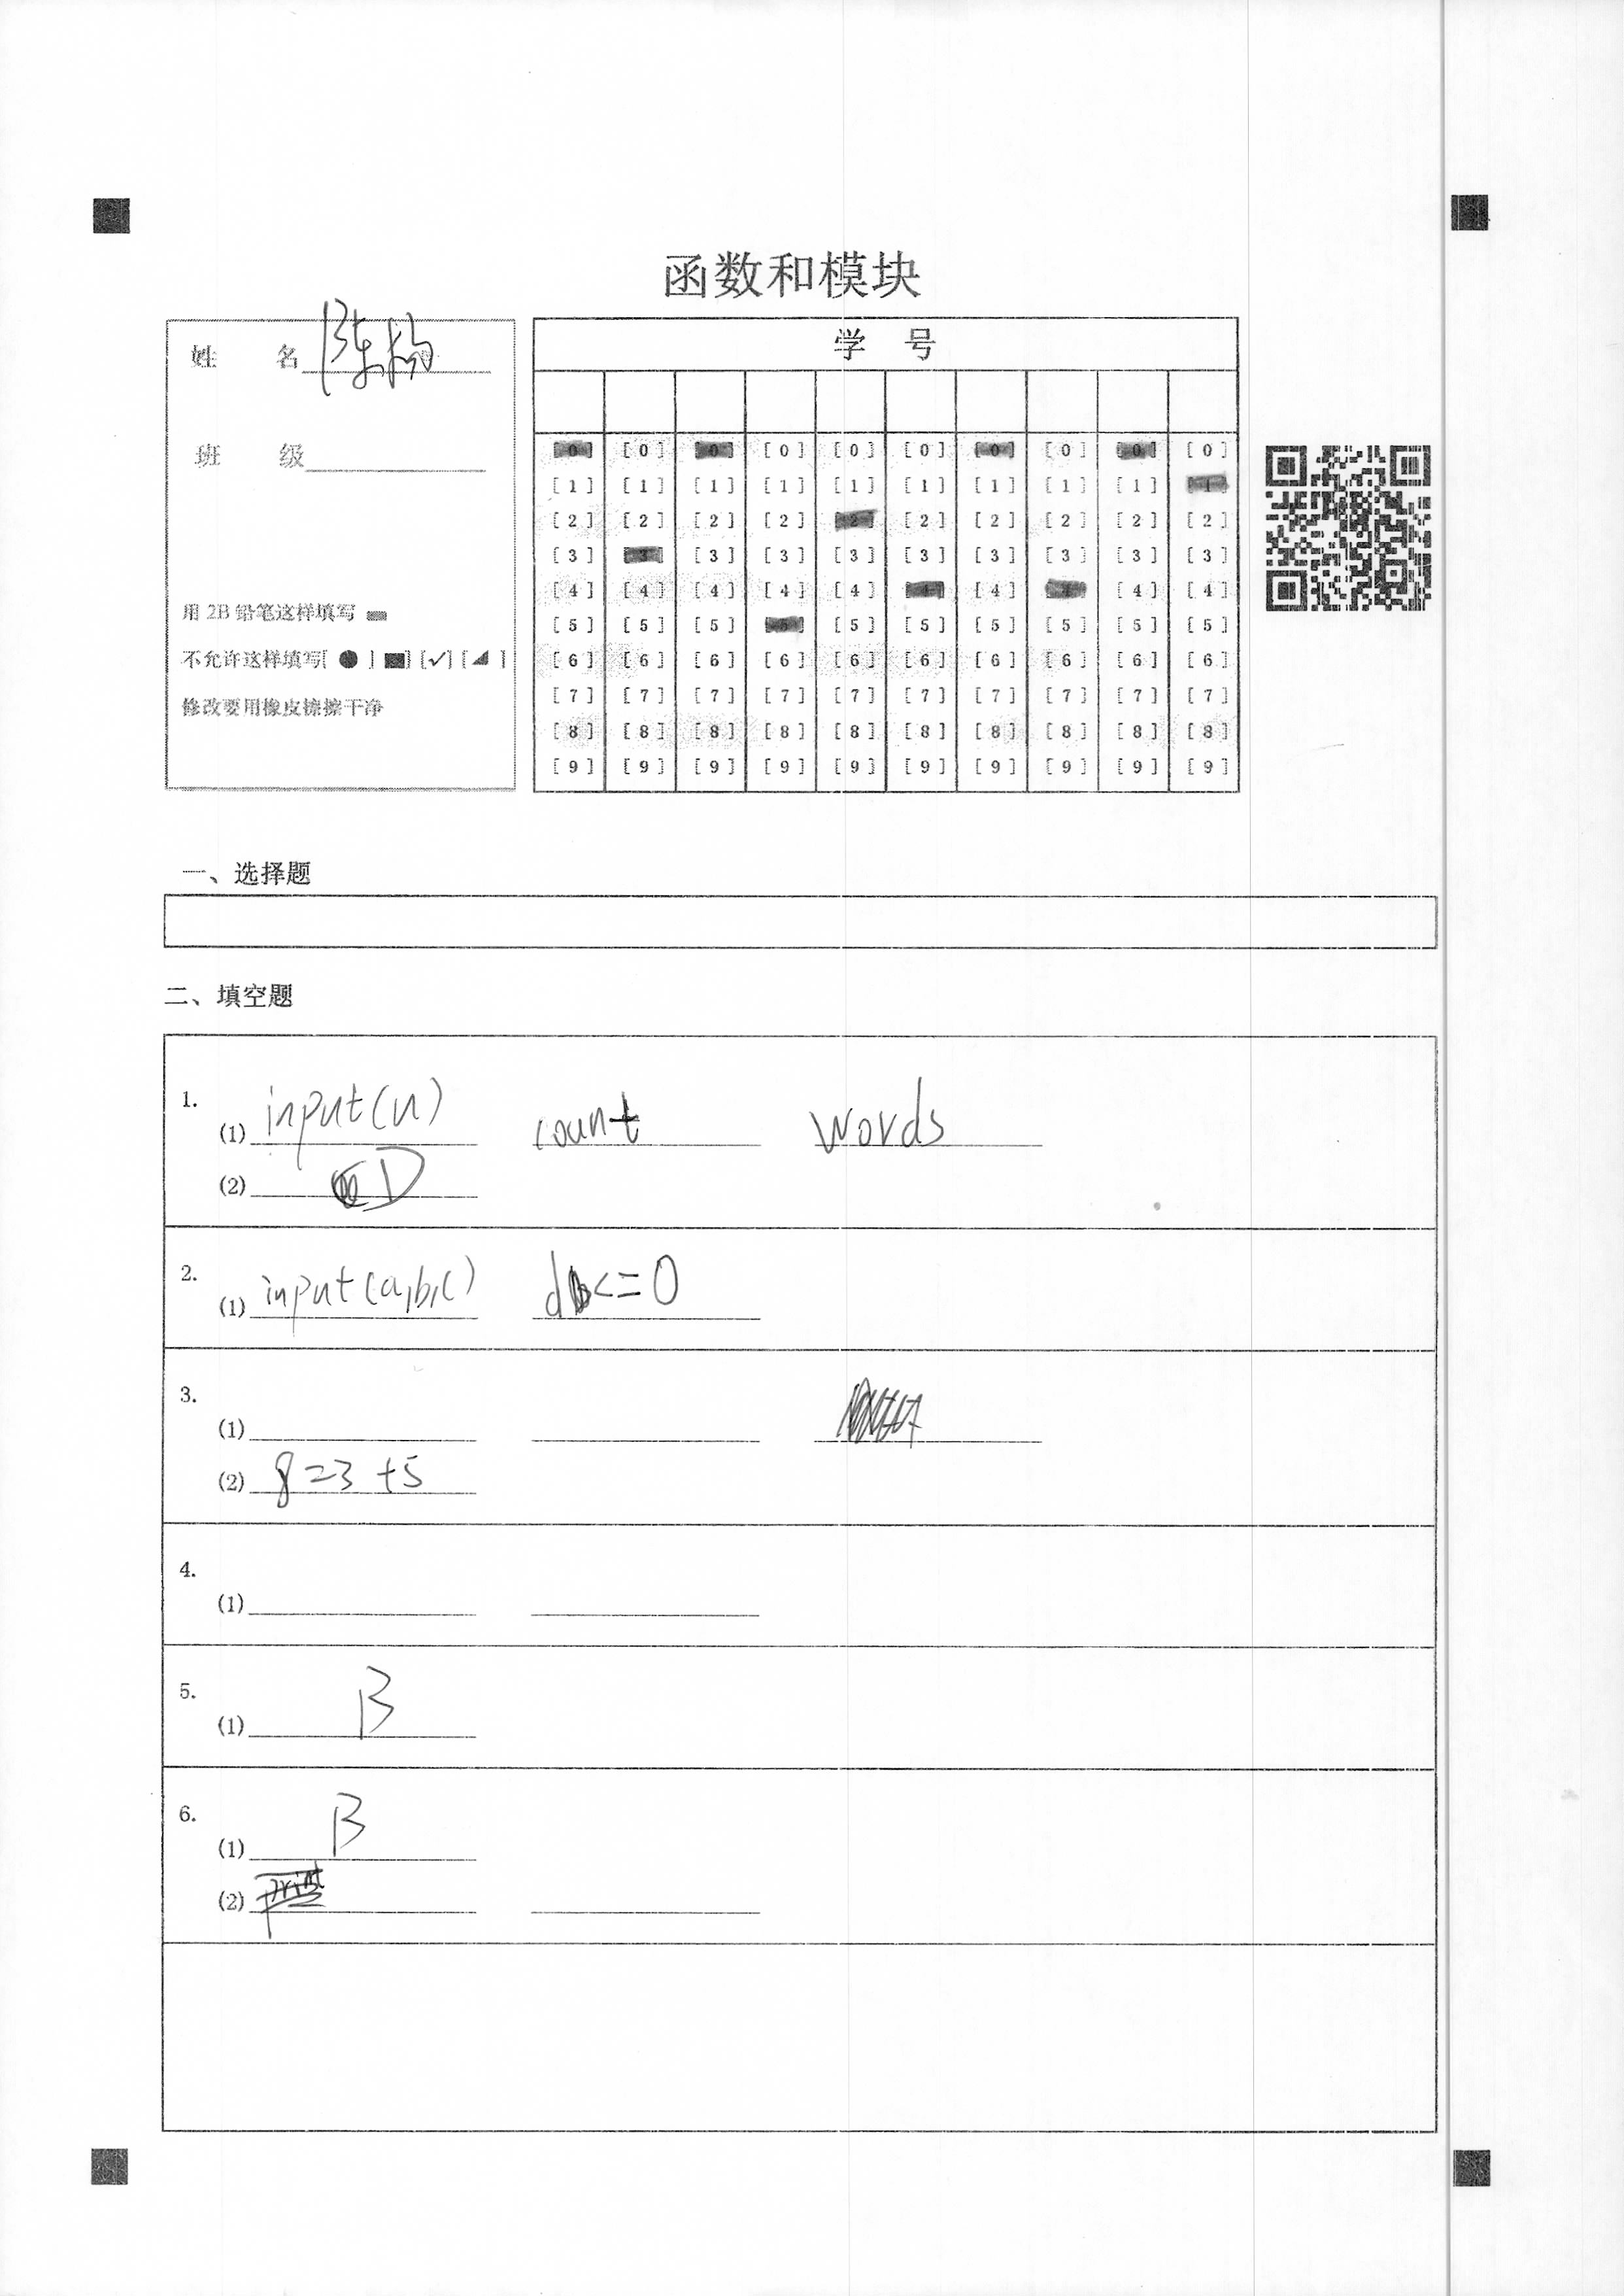 函数和模块
姓 名 陈杨
班 级
用 2B 铅笔这样填写
不允许这样填写[ ● ] [■] [✓] [◢ ]
修改要用橡皮擦擦干净
学 号
[0] [0] [0] [0] [0] [0] [0] [0] [0] [0]
[1] [1] [1] [1] [1] [1] [1] [1] [1] [1]
[2] [2] [2] [2] [2] [2] [2] [2] [2] [2]
[3] [3] [3] [3] [3] [3] [3] [3] [3] [3]
[4] [4] [4] [4] [4] [4] [4] [4] [4] [4]
[5] [5] [5] [5] [5] [5] [5] [5] [5] [5]
[6] [6] [6] [6] [6] [6] [6] [6] [6] [6]
[7] [7] [7] [7] [7] [7] [7] [7] [7] [7]
[8] [8] [8] [8] [8] [8] [8] [8] [8] [8]
[9] [9] [9] [9] [9] [9] [9] [9] [9] [9]
一、选择题
二、填空题
1.
(1) input(n) count words
(2) D
2.
(1) input(a,b,c) d<=0
3.
(1)
(2) 8=3+5
4.
(1)
5.
(1) B
6.
(1) B
(2) print